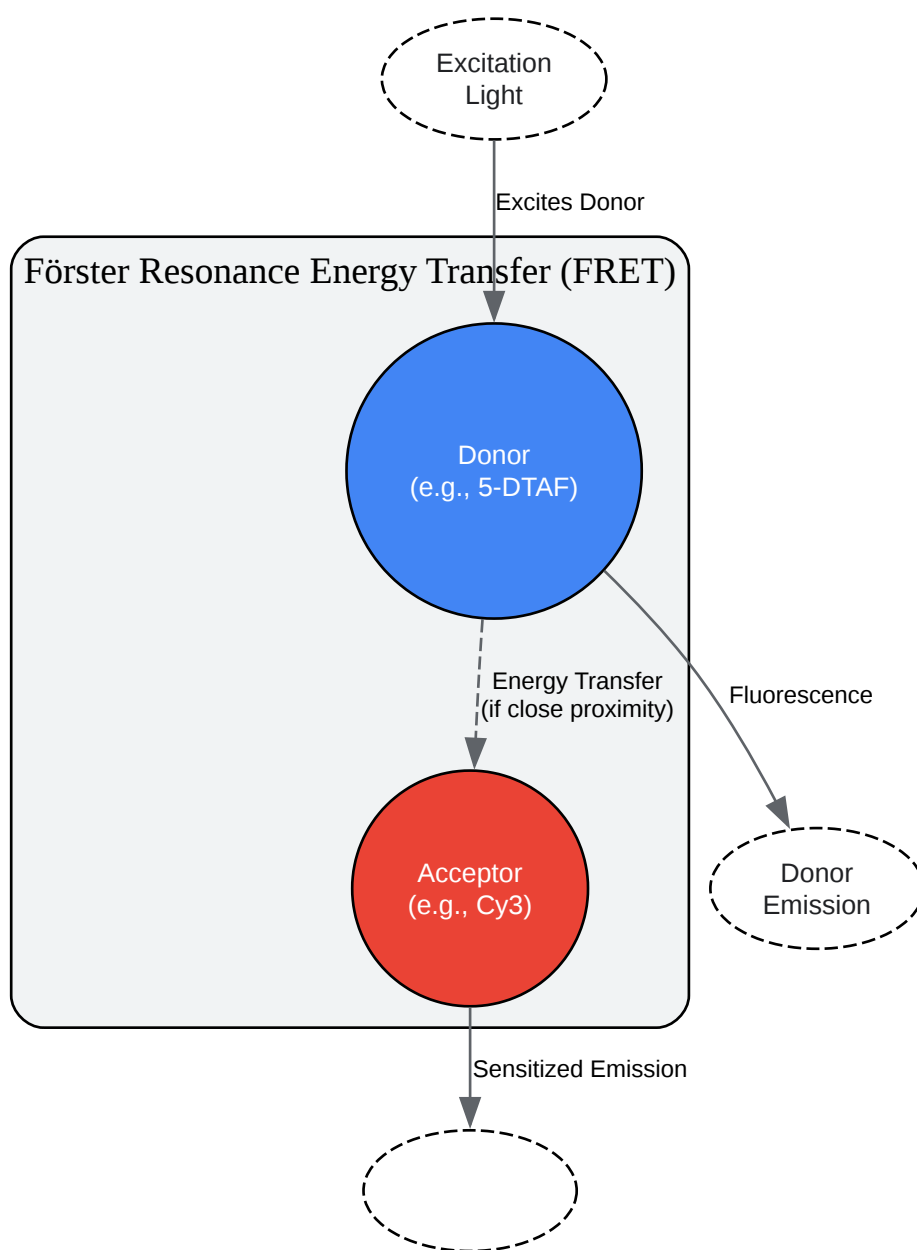 Excitation
Light
Excites Donor
Förster Resonance Energy Transfer (FRET)
Donor
(e.g., 5-DTAF)
Energy Transfer
(if close proximity)
Fluorescence
Acceptor
(e.g., Cy3)
Donor
Emission
Sensitized Emission